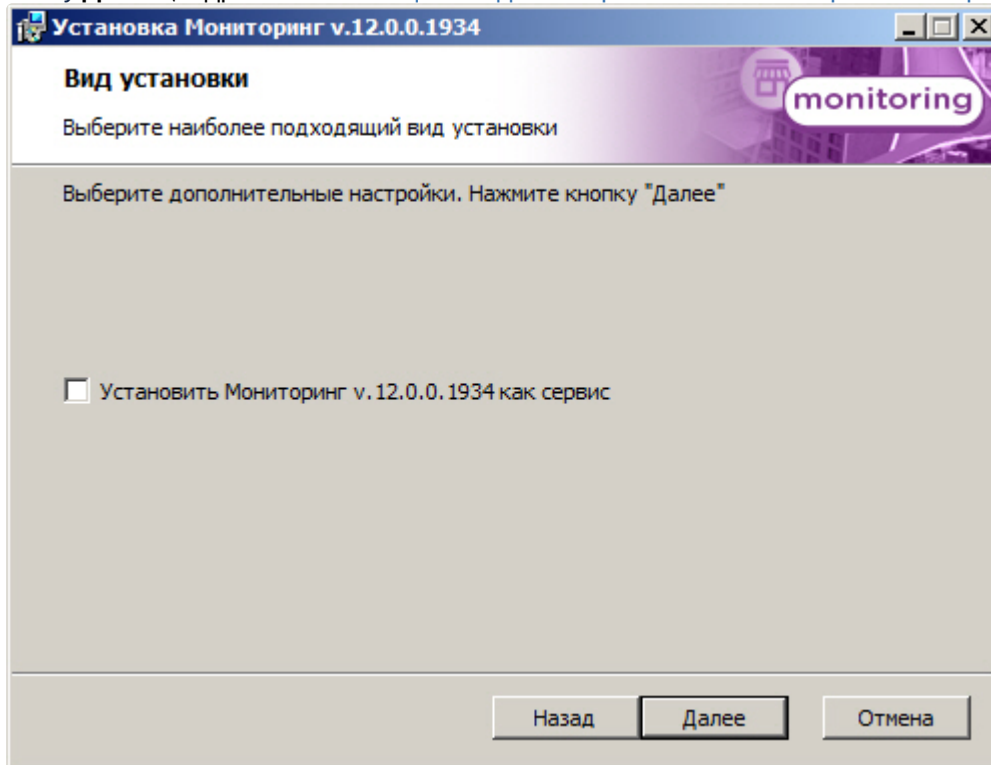 Установка Мониторинг v.12.0.0.1934
Вид установки
monitoring
Выберите наиболее подходящий вид установки
Выберите дополнительные настройки. Нажмите кнопку "Далее"
Установить Мониторинг v.12.0.0.1934 как сервис
Назад Далее Отмена